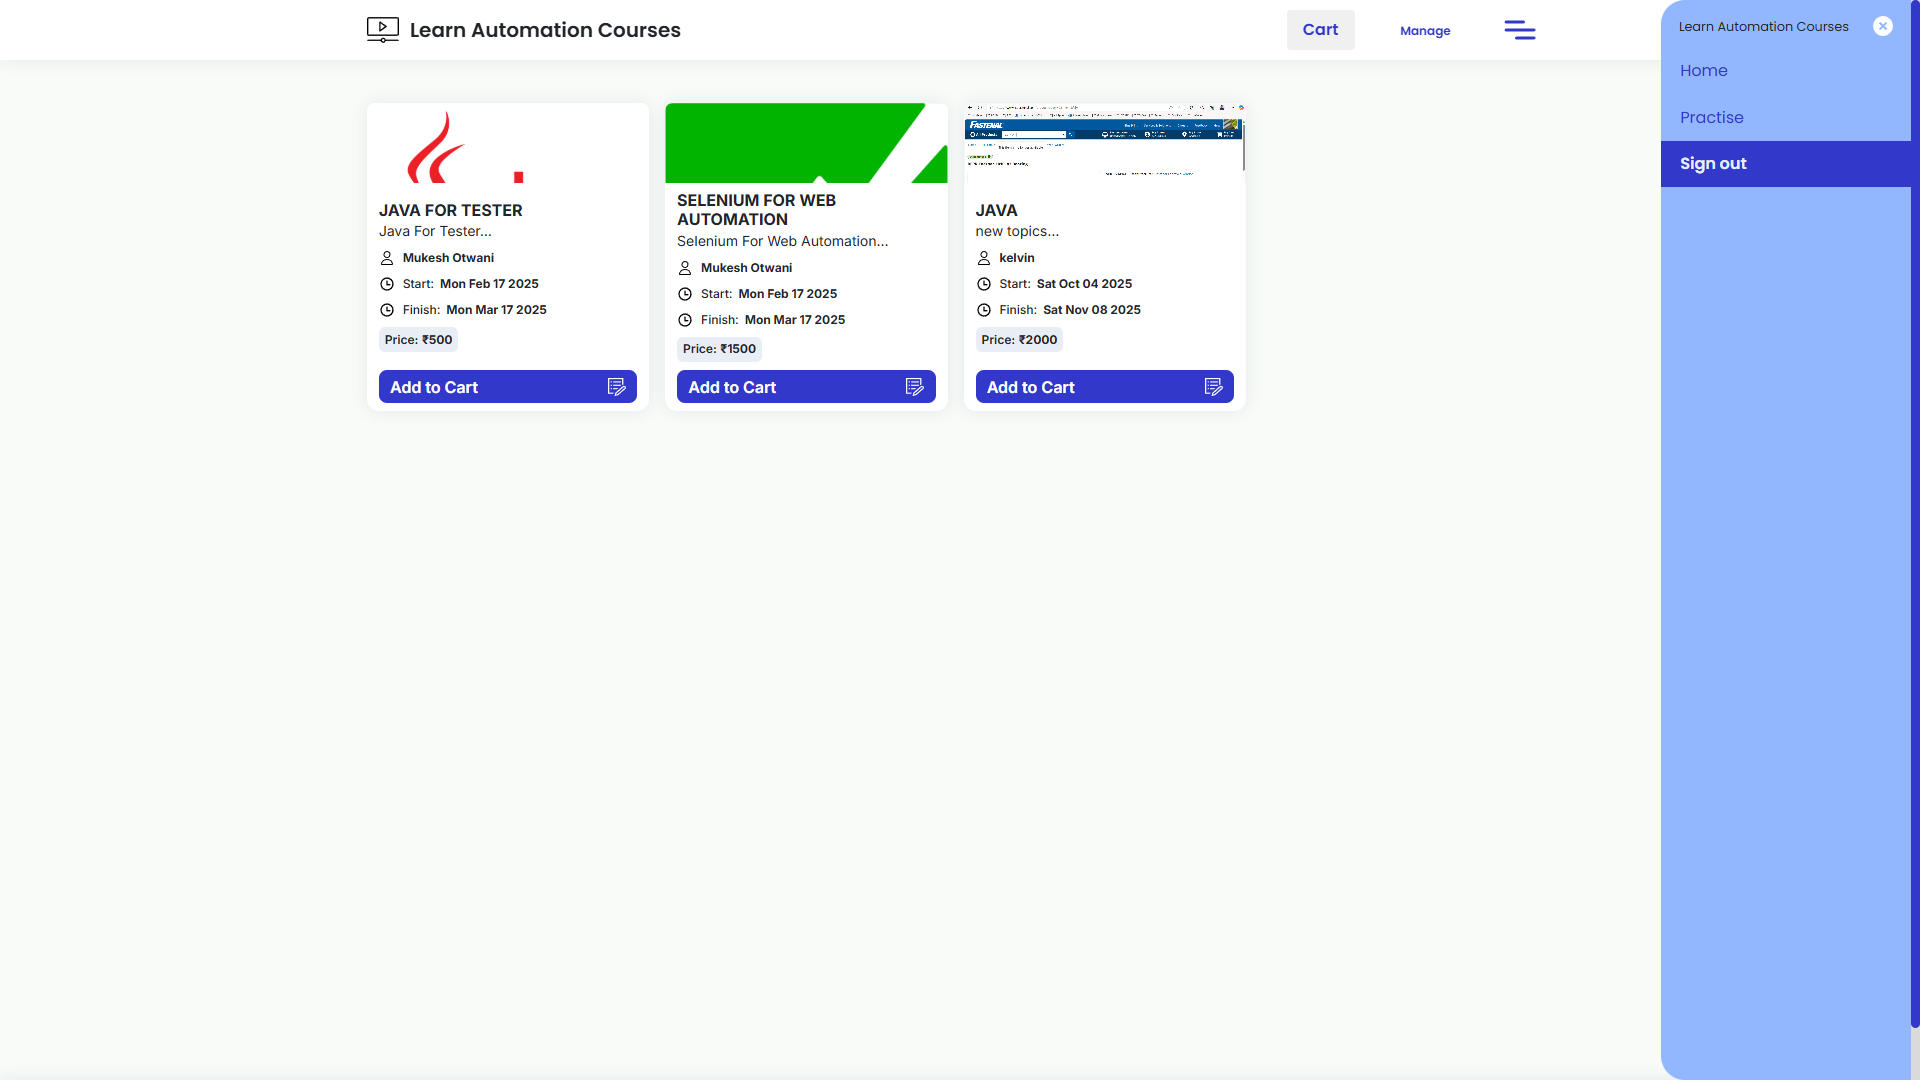 Learn Automation Courses
Cart
Manage
Learn Automation Courses
Home
Practise
Sign out
JAVA FOR TESTER
Java For Tester...
Mukesh Otwani
Start: Mon Feb 17 2025
Finish: Mon Mar 17 2025
Price: ₹500
Add to Cart
SELENIUM FOR WEB
AUTOMATION
Selenium For Web Automation...
Mukesh Otwani
Start: Mon Feb 17 2025
Finish: Mon Mar 17 2025
Price: ₹1500
Add to Cart
FASTENAL
JAVA
new topics...
kelvin
Start: Sat Oct 04 2025
Finish: Sat Nov 08 2025
Price: ₹2000
Add to Cart